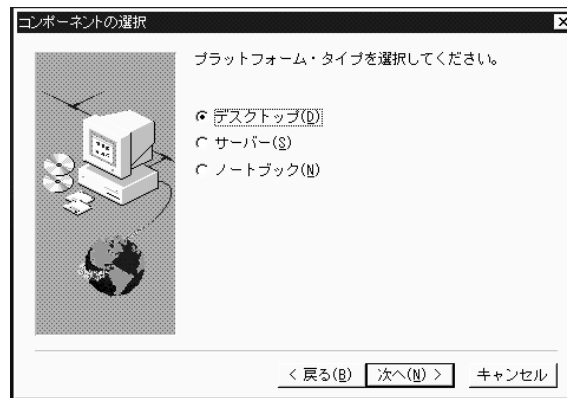 コンポーネントの選択
プラットフォーム・タイプを選択してください。
デスクトップ(D)
サーバー(S)
ノートブック(N)
< 戻る(B) 次へ(N) > キャンセル